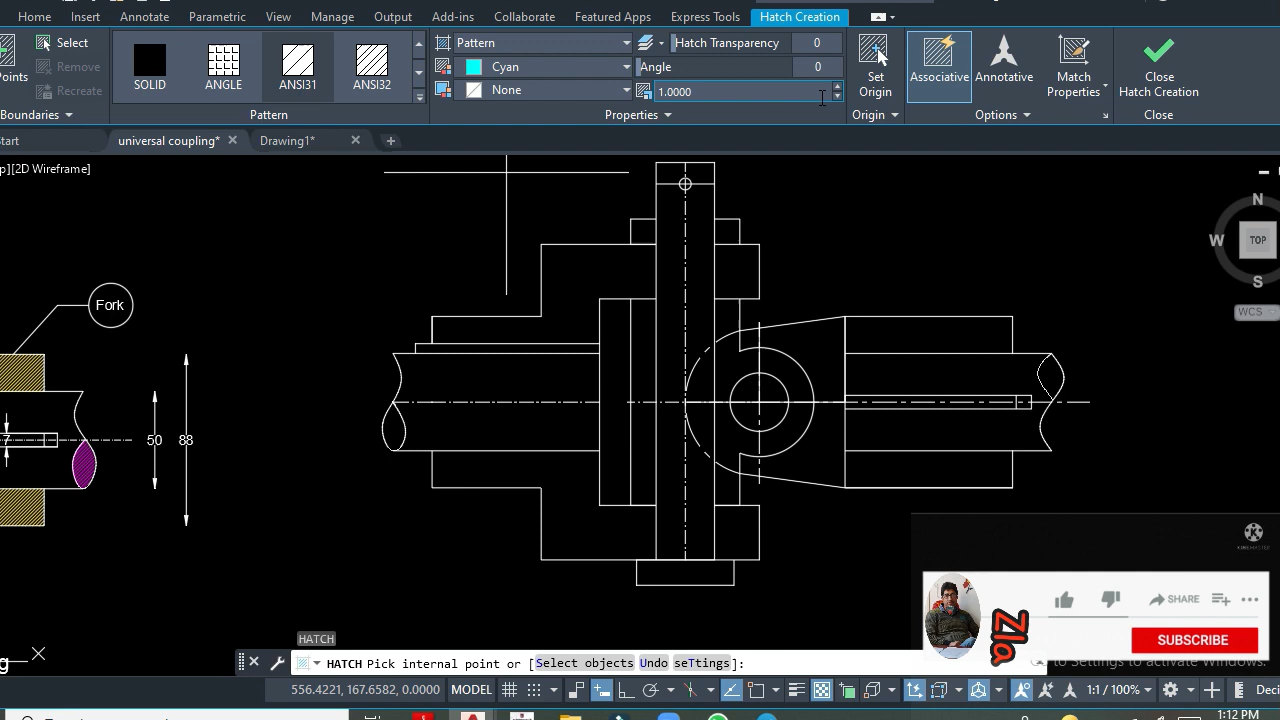 Home Insert Annotate Parametric View Manage Output Add-ins Collaborate Featured Apps Express Tools Hatch Creation
Select
Points
Remove
Recreate
Boundaries
SOLID ANGLE ANSI31 ANSI32
Pattern
Pattern
Hatch Transparency 0
Cyan
Angle 0
None
1.0000
Properties
Set
Origin
Origin
Associative Annotative
Match
Properties
Options
Close
Hatch Creation
Close
Start universal coupling* Drawing1*
p][2D Wireframe]
N
W TOP
S
WCS
Fork
7
50 88
SHARE
SUBSCRIBE
Zla
HATCH
g
HATCH Pick internal point or [Select objects Undo seTtings]:
to Settings to activate Windows.
556.4221, 167.6582, 0.0000 MODEL 1:1 / 100% Deci
1:12 PM